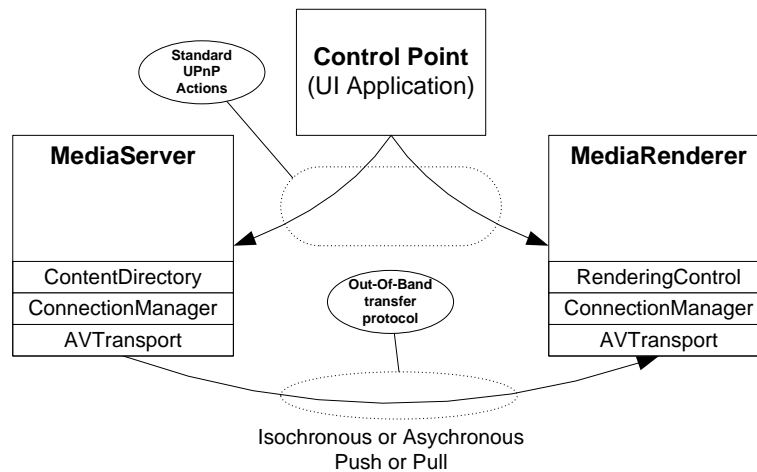 Standard
UPnP
Actions
Control Point
(UI Application)
MediaServer
ContentDirectory
ConnectionManager
AVTransport
MediaRenderer
RenderingControl
ConnectionManager
AVTransport
Out-Of-Band
transfer
protocol
Isochronous or Asychronous
Push or Pull